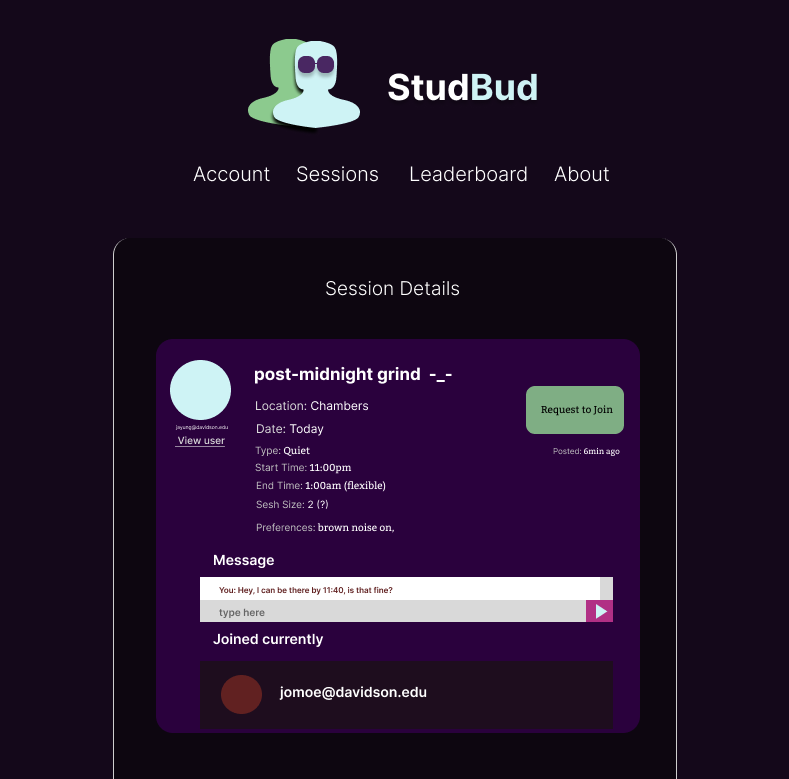 StudBud
Account Sessions Leaderboard About
Session Details
post-midnight grind -_-
Location: Chambers
Date: Today
Type: Quiet
Start Time: 11:00pm
End Time: 1:00am (flexible)
Sesh Size: 2 (?)
Preferences: brown noise on,
jayung@davidson.edu
View user
Request to Join
Posted: 6min ago
Message
You: Hey, I can be there by 11:40, is that fine?
type here
Joined currently
jomoe@davidson.edu